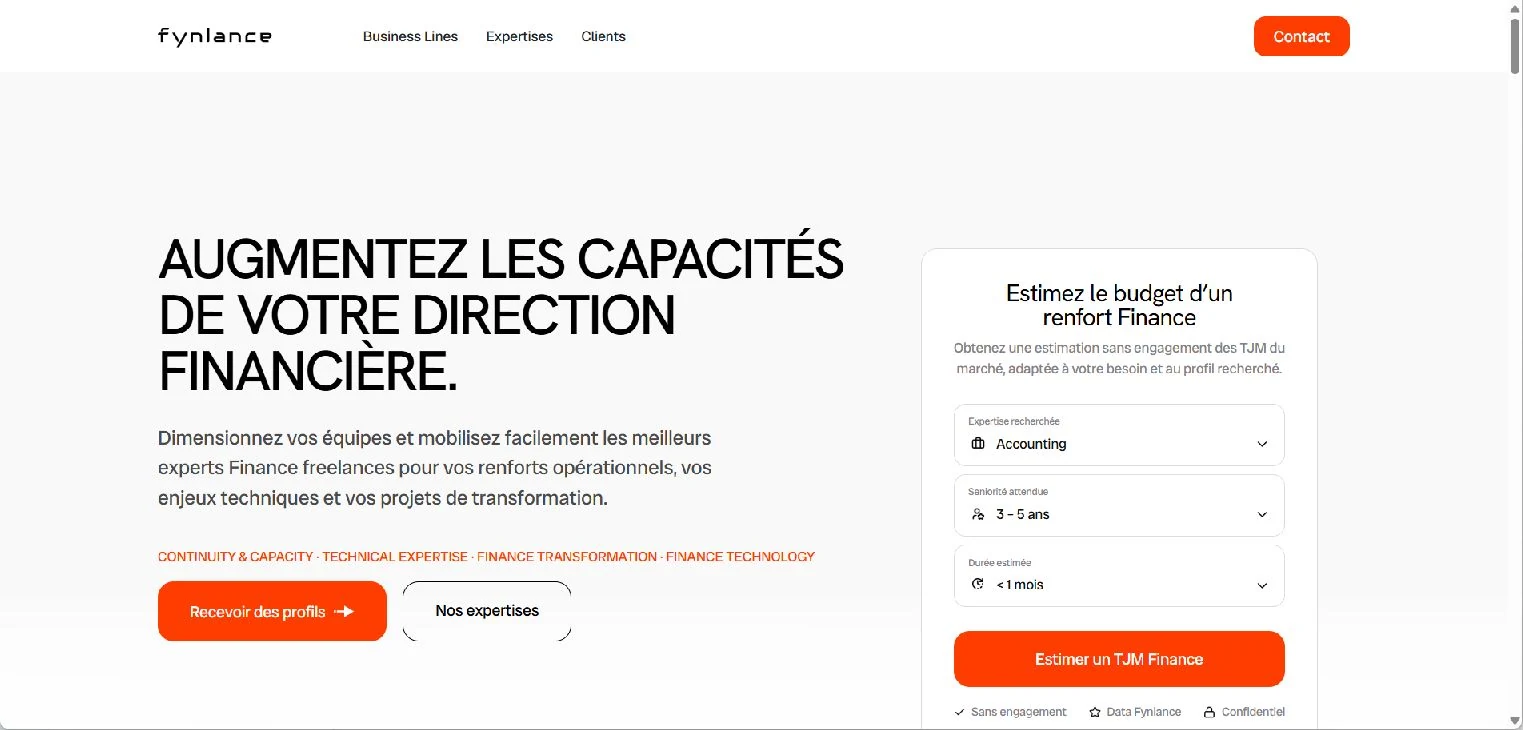 fynlance
Business Lines
Expertises
Clients
Contact
AUGMENTEZ LES CAPACITÉS
DE VOTRE DIRECTION
FINANCIÈRE.
Dimensionnez vos équipes et mobilisez facilement les meilleurs
experts Finance freelances pour vos renforts opérationnels, vos
enjeux techniques et vos projets de transformation.
CONTINUITY & CAPACITY · TECHNICAL EXPERTISE · FINANCE TRANSFORMATION · FINANCE TECHNOLOGY
Recevoir des profils
Nos expertises
Estimez le budget d’un
renfort Finance
Obtenez une estimation sans engagement des TJM du
marché, adaptée à votre besoin et au profil recherché.
Expertise recherchée
Accounting
Séniorité attendue
3 – 5 ans
Durée estimée
< 1 mois
Estimer un TJM Finance
Sans engagement
Data Fynlance
Confidentiel